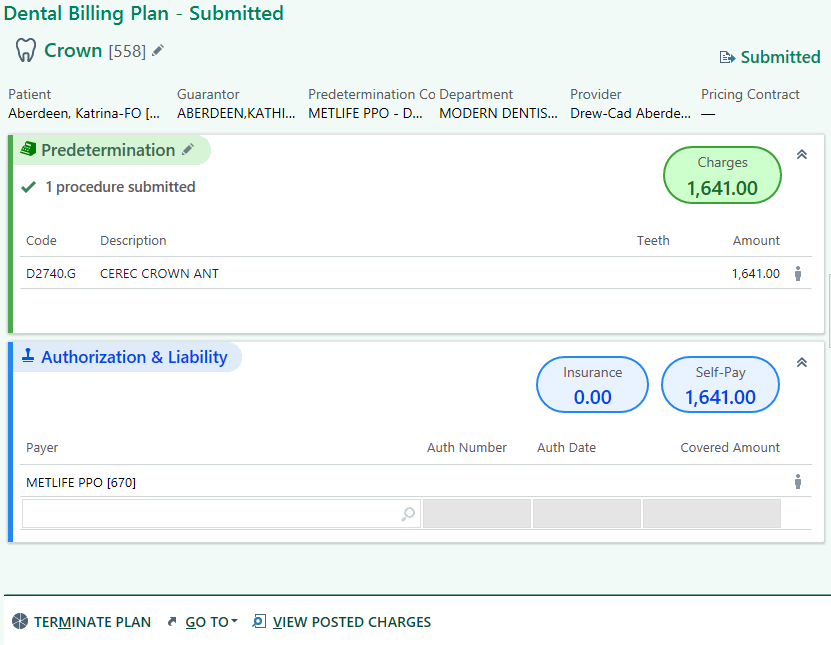 Dental Billing Plan - Submitted
Crown [558]
Submitted
Patient Guarantor Predetermination Co Department Provider Pricing Contract
Aberdeen, Katrina-FO [... ABERDEEN,KATHI... METLIFE PPO - D... MODERN DENTIS... Drew-Cad Aberde... —
Predetermination
Charges
1,641.00
1 procedure submitted
Code Description Teeth Amount
D2740.G CEREC CROWN ANT 1,641.00
Authorization & Liability
Insurance Self-Pay
0.00 1,641.00
Payer Auth Number Auth Date Covered Amount
METLIFE PPO [670]
TERMINATE PLAN GO TO VIEW POSTED CHARGES